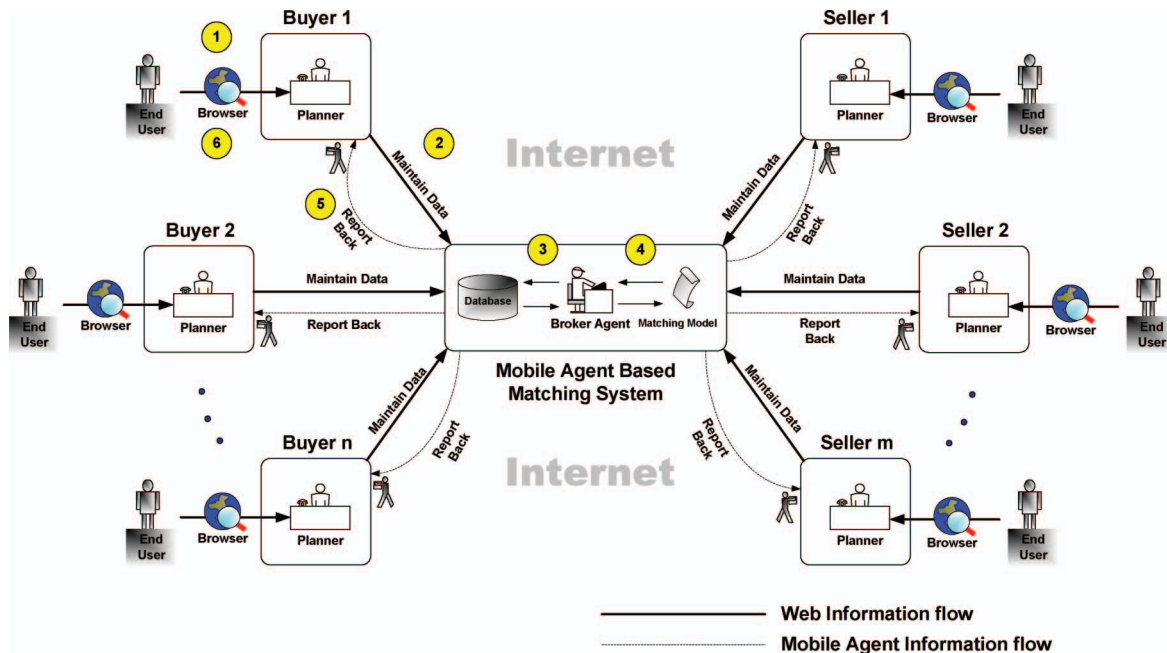 Buyer 1
Seller 1
1
End
User
Browser
Planner
Planner
Browser
End
User
6
2
Maintain Data
Internet
Maintain Data
5
Report
Back
Report
Back
Buyer 2
Seller 2
3
4
Maintain Data
Maintain Data
End
User
Browser
Planner
Database
Broker Agent
Matching Model
Planner
Browser
End
User
Report Back
Report
Back
Mobile Agent Based
Matching System
Maintain Data
Maintain Data
Buyer n
Report
Back
Report
Back
Seller m
Internet
End
User
Browser
Planner
Planner
Browser
End
User
Web Information flow
Mobile Agent Information flow